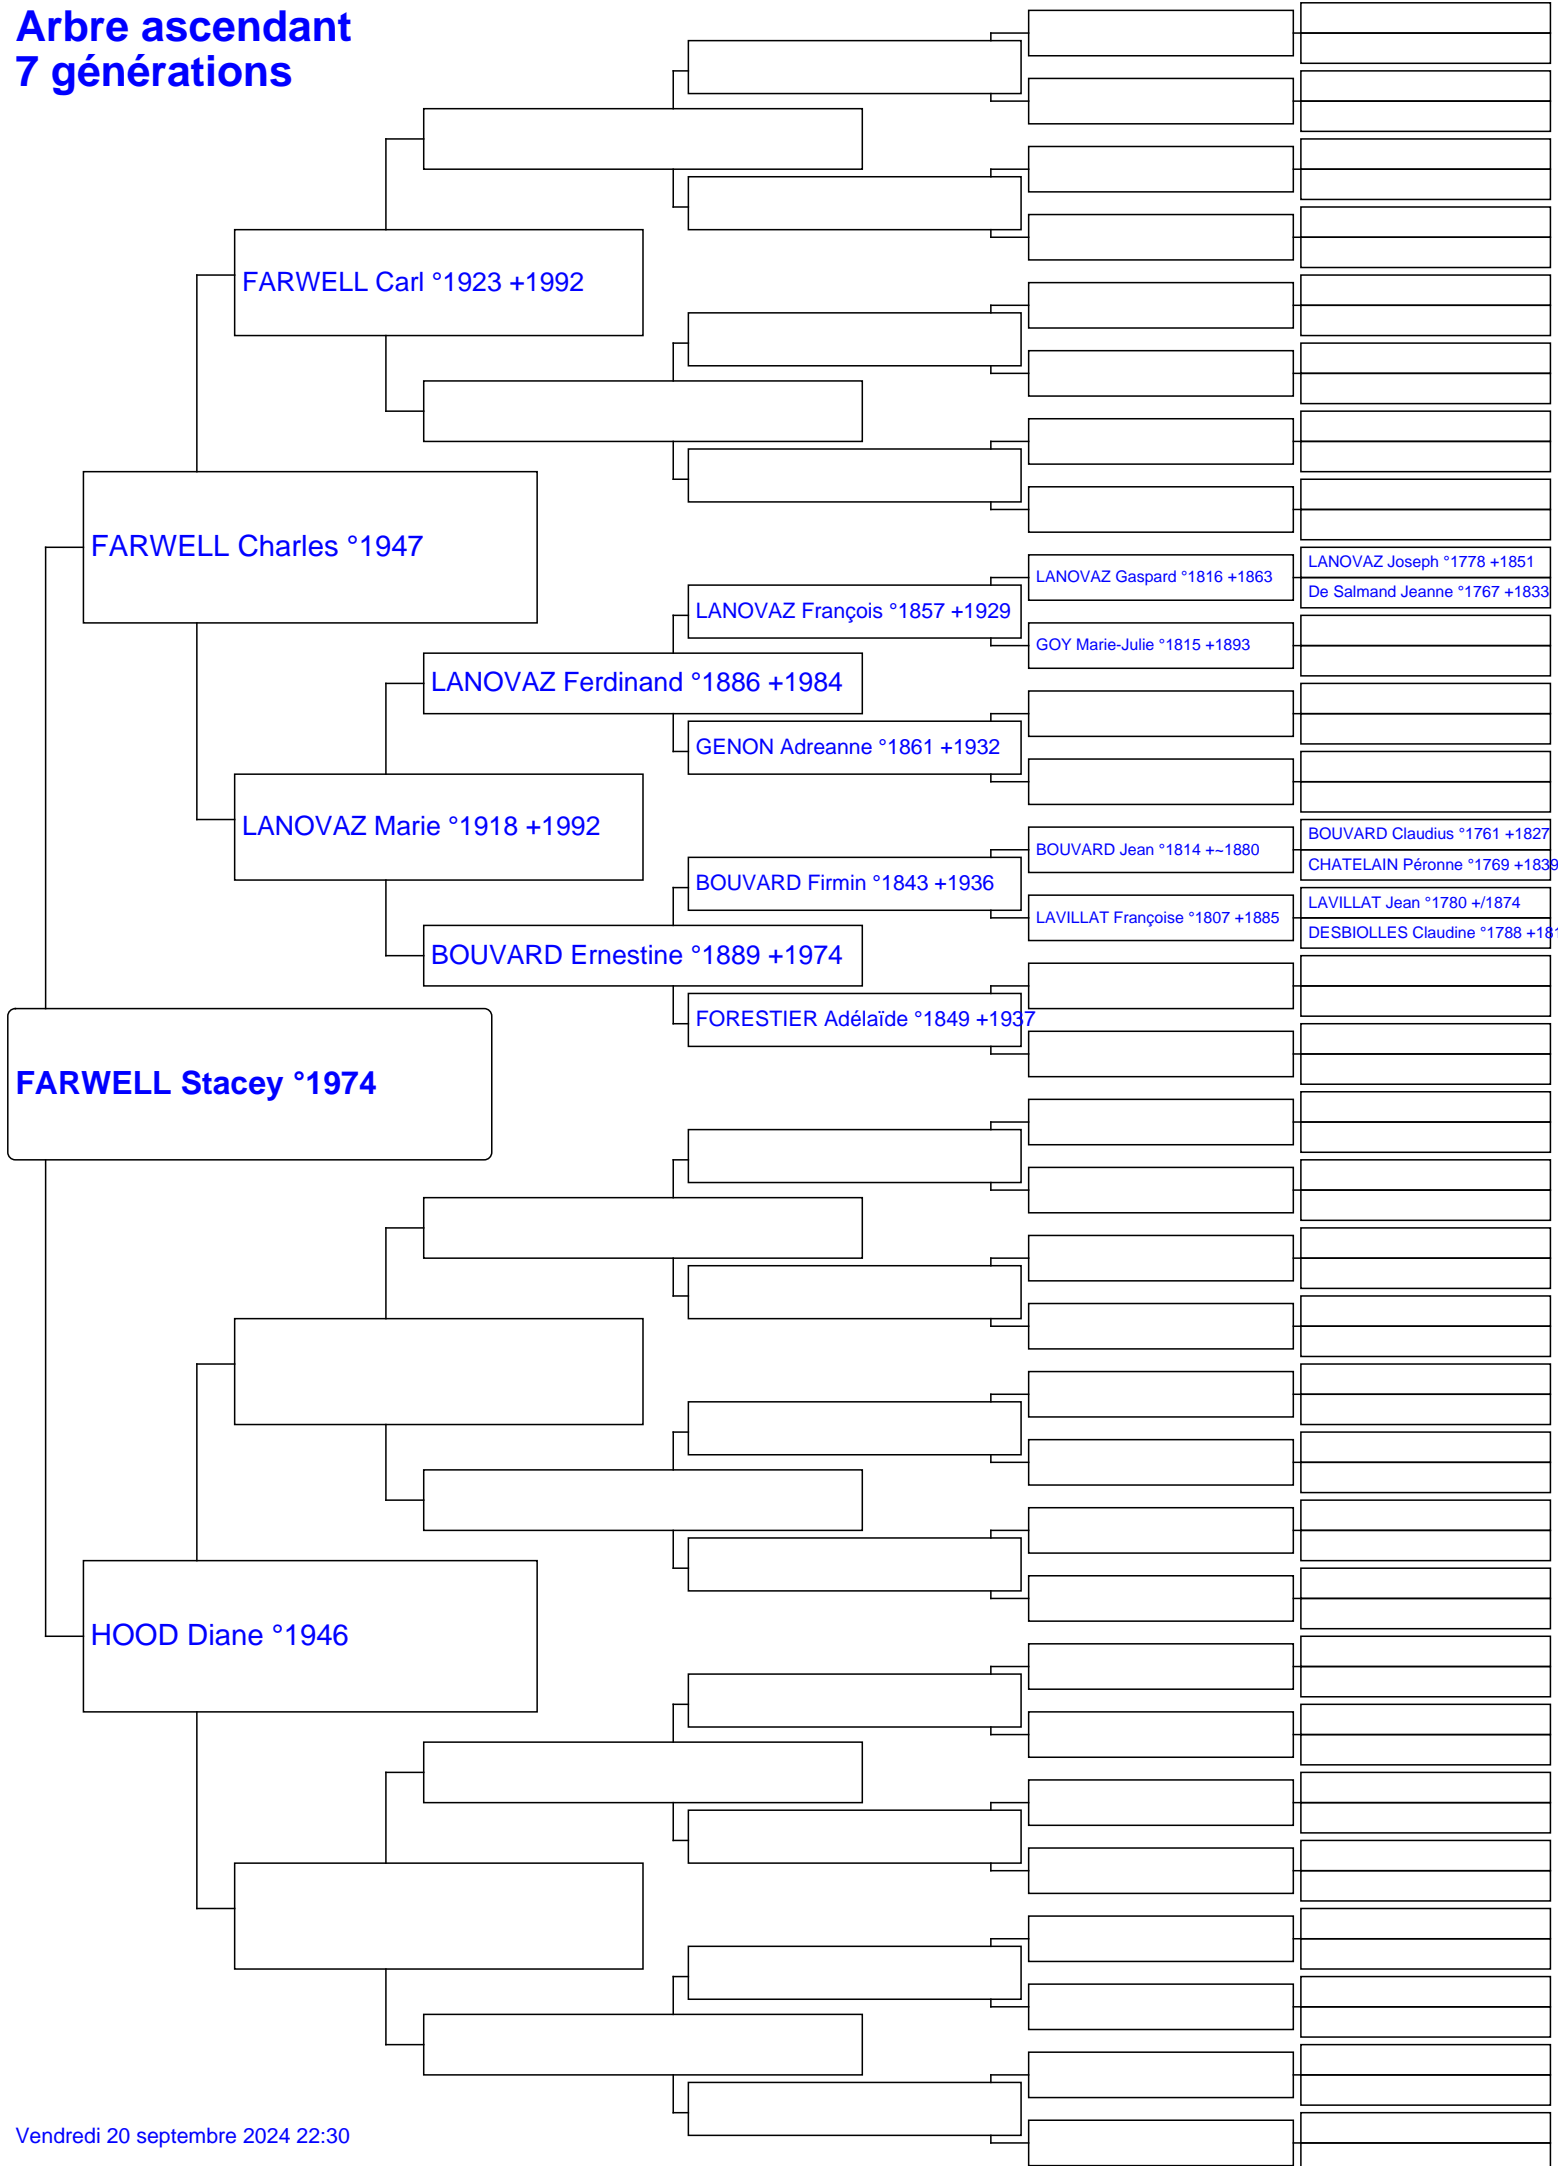 Arbre ascendant
7 générations
FARWELL Carl °1923 +1992
FARWELL Charles °1947
LANOVAZ Joseph °1778 +1851
LANOVAZ Gaspard °1816 +1863
De Salmand Jeanne °1767 +1833
LANOVAZ François °1857 +1929
GOY Marie-Julie °1815 +1893
LANOVAZ Ferdinand °1886 +1984
GENON Adreanne °1861 +1932
LANOVAZ Marie °1918 +1992
BOUVARD Claudius °1761 +1827
BOUVARD Jean °1814 +~1880
CHATELAIN Péronne °1769 +1839
BOUVARD Firmin °1843 +1936
LAVILLAT Jean °1780 +/1874
LAVILLAT Françoise °1807 +1885
DESBIOLLES Claudine °1788
BOUVARD Ernestine °1889 +1974
FORESTIER Adélaïde °1849 +1937
FARWELL Stacey °1974
HOOD Diane °1946
Vendredi 20 septembre 2024 22:30